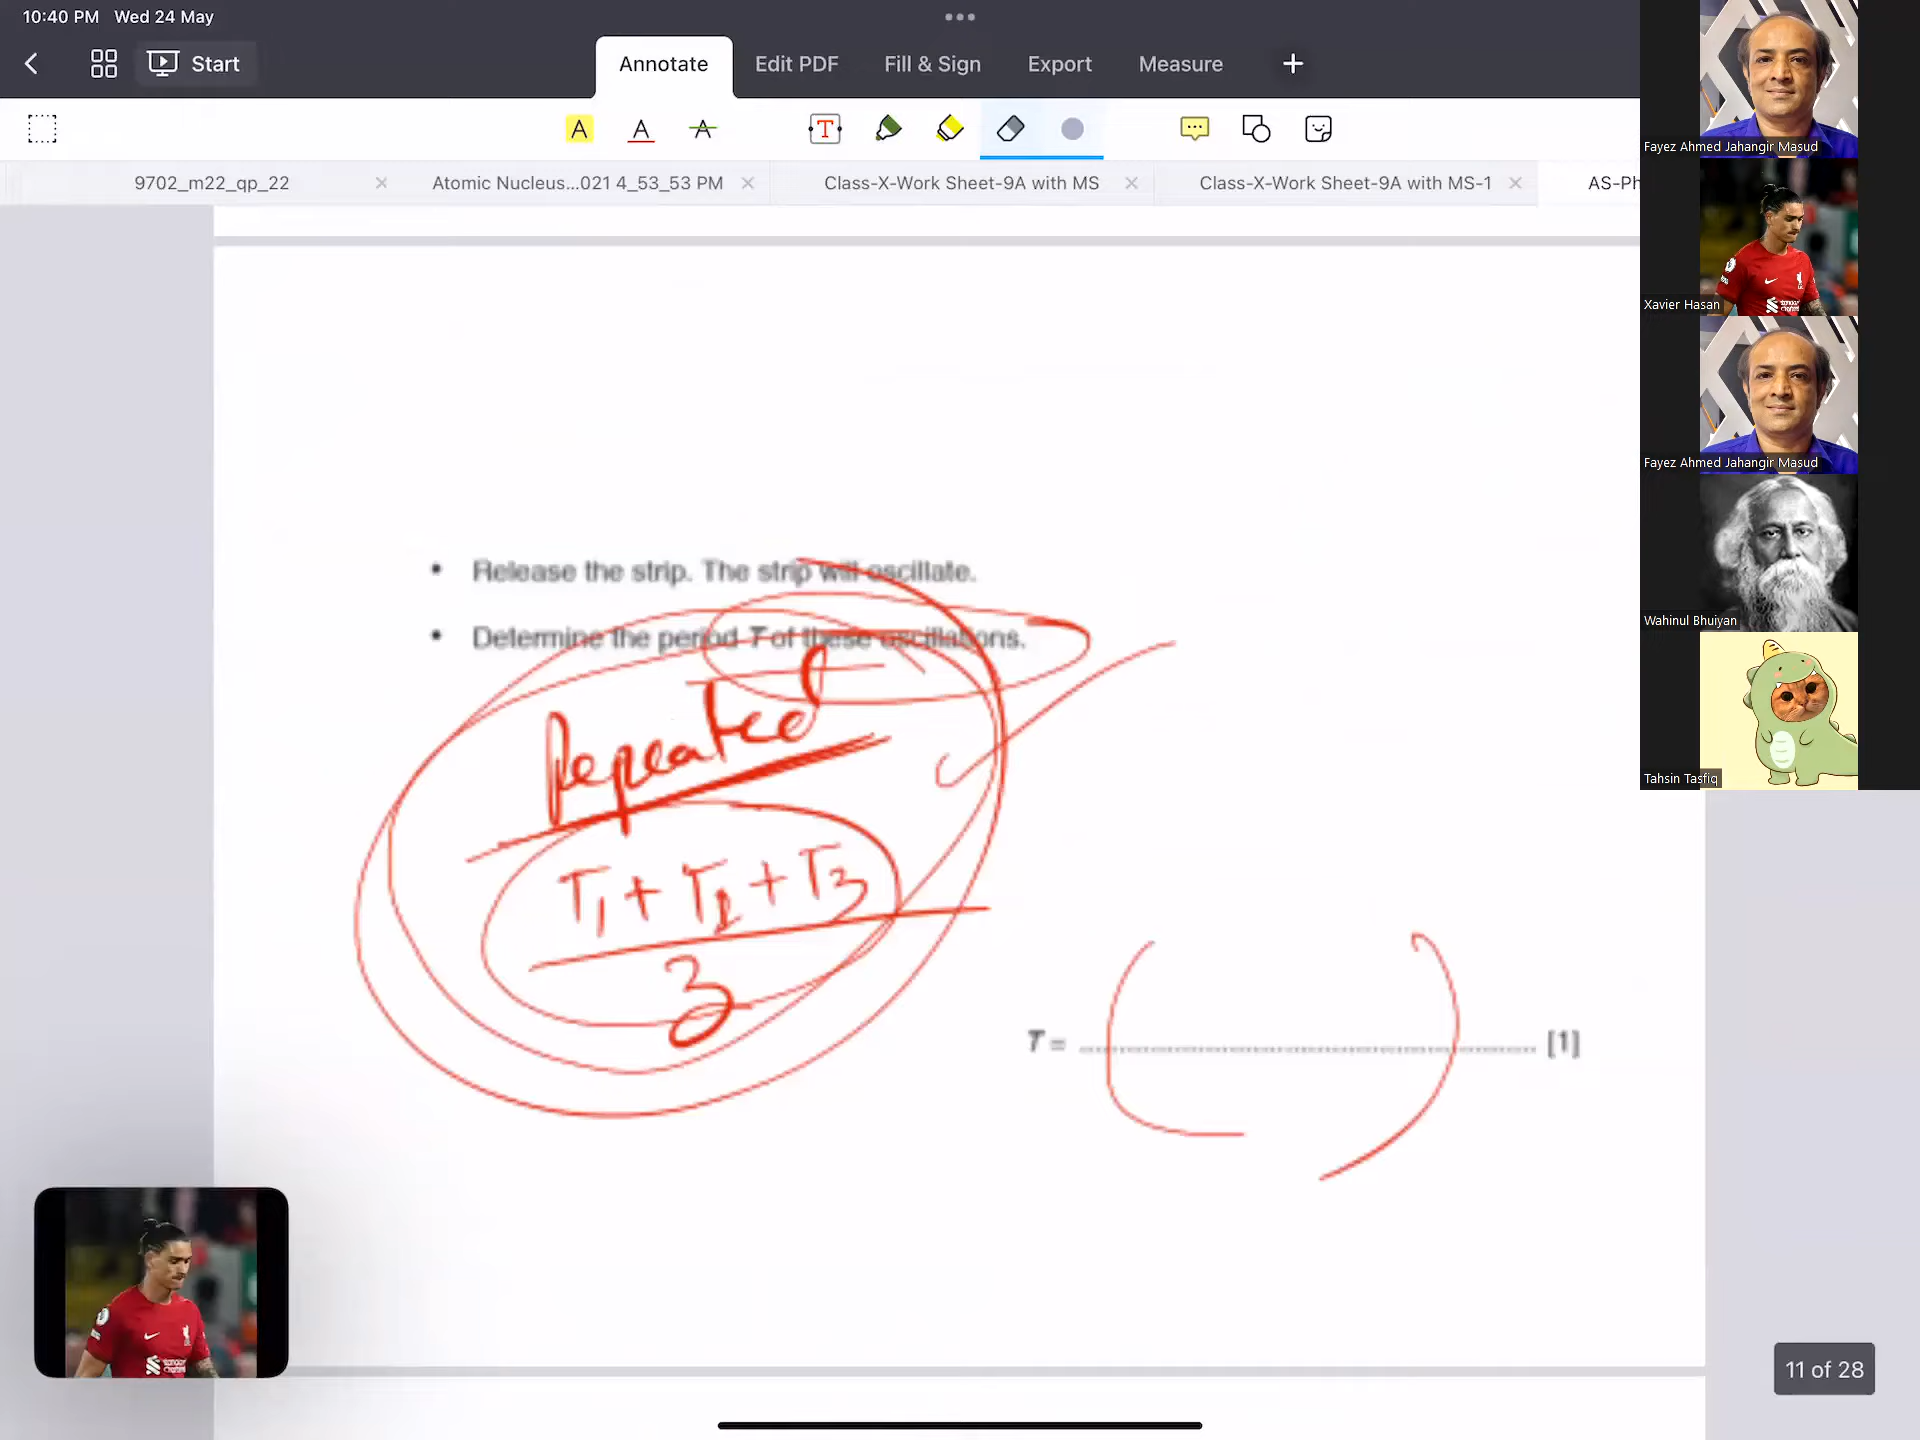 10:40 PM Wed 24 May
Start
Annotate
Edit PDF
Fill & Sign
Export
Measure
A A A T
9702_m22_qp_22
Atomic Nucleus...021 4_53_53 PM
Class-X-Work Sheet-9A with MS
Class-X-Work Sheet-9A with MS-1
AS-Ph
• Release the strip. The strip will oscillate.
• Determine the period T of these oscillations.
Repeated
T1 + T2 + T3
3
T = [1]
11 of 28
Fayez Ahmed Jahangir Masud
Xavier Hasan
Fayez Ahmed Jahangir Masud
Wahinul Bhuiyan
Tahsin Tasfiq